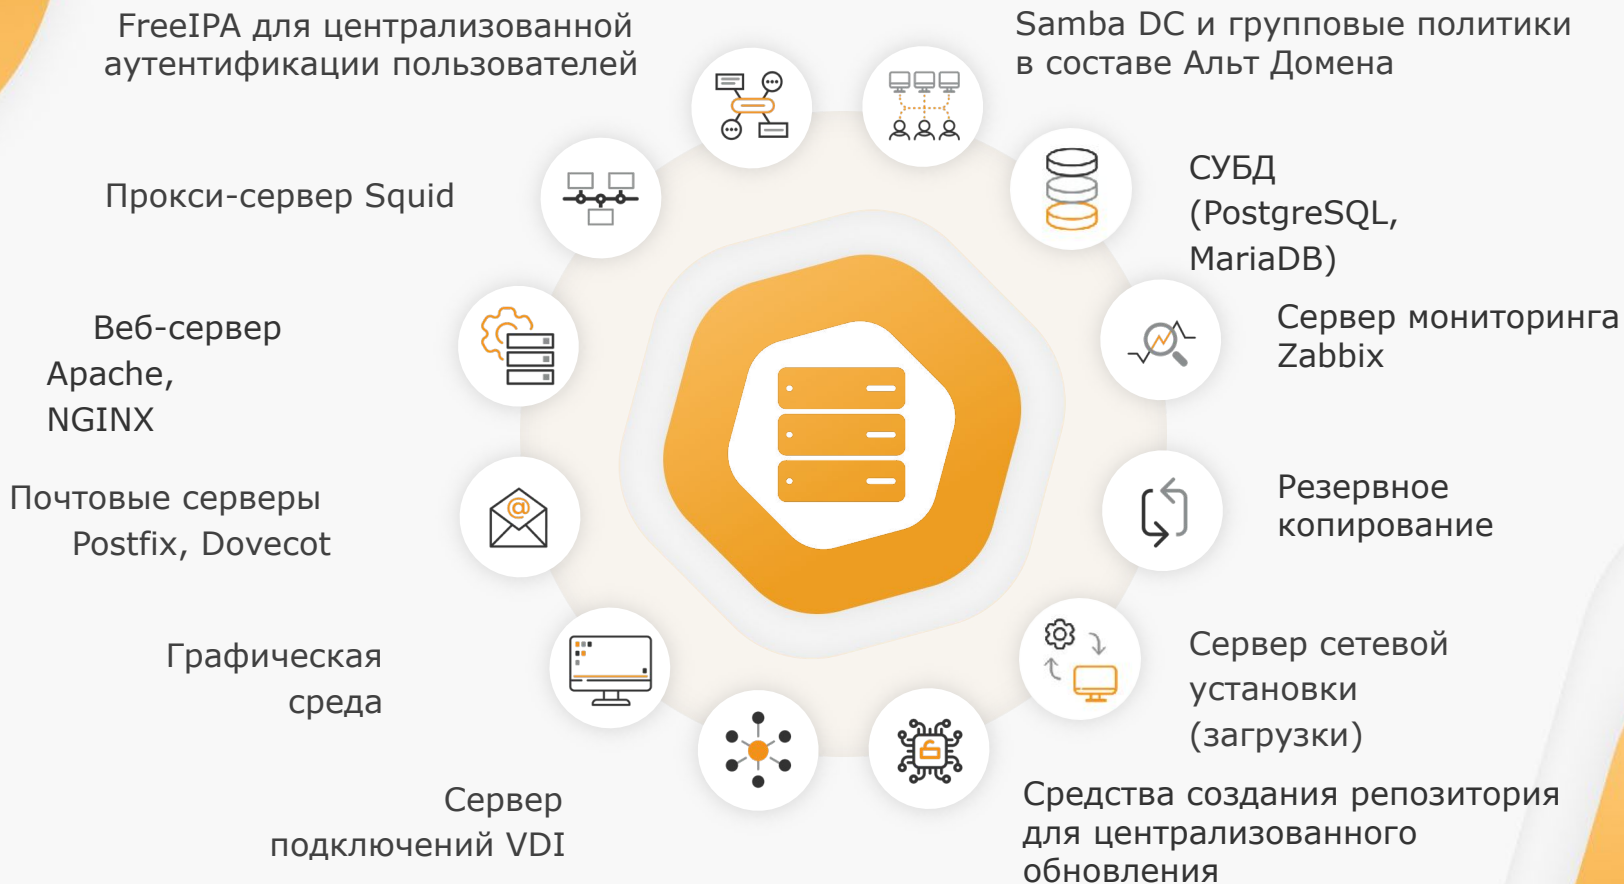 FreeIPA для централизованной
аутентификации пользователей
Samba DC и групповые политики
в составе Альт Домена
Прокси-сервер Squid
СУБД
(PostgreSQL,
MariaDB)
Веб-сервер
Apache,
NGINX
Сервер мониторинга
Zabbix
Почтовые серверы
Postfix, Dovecot
Резервное
копирование
Графическая
среда
Сервер сетевой
установки
(загрузки)
Сервер
подключений VDI
Средства создания репозитория
для централизованного
обновления
@